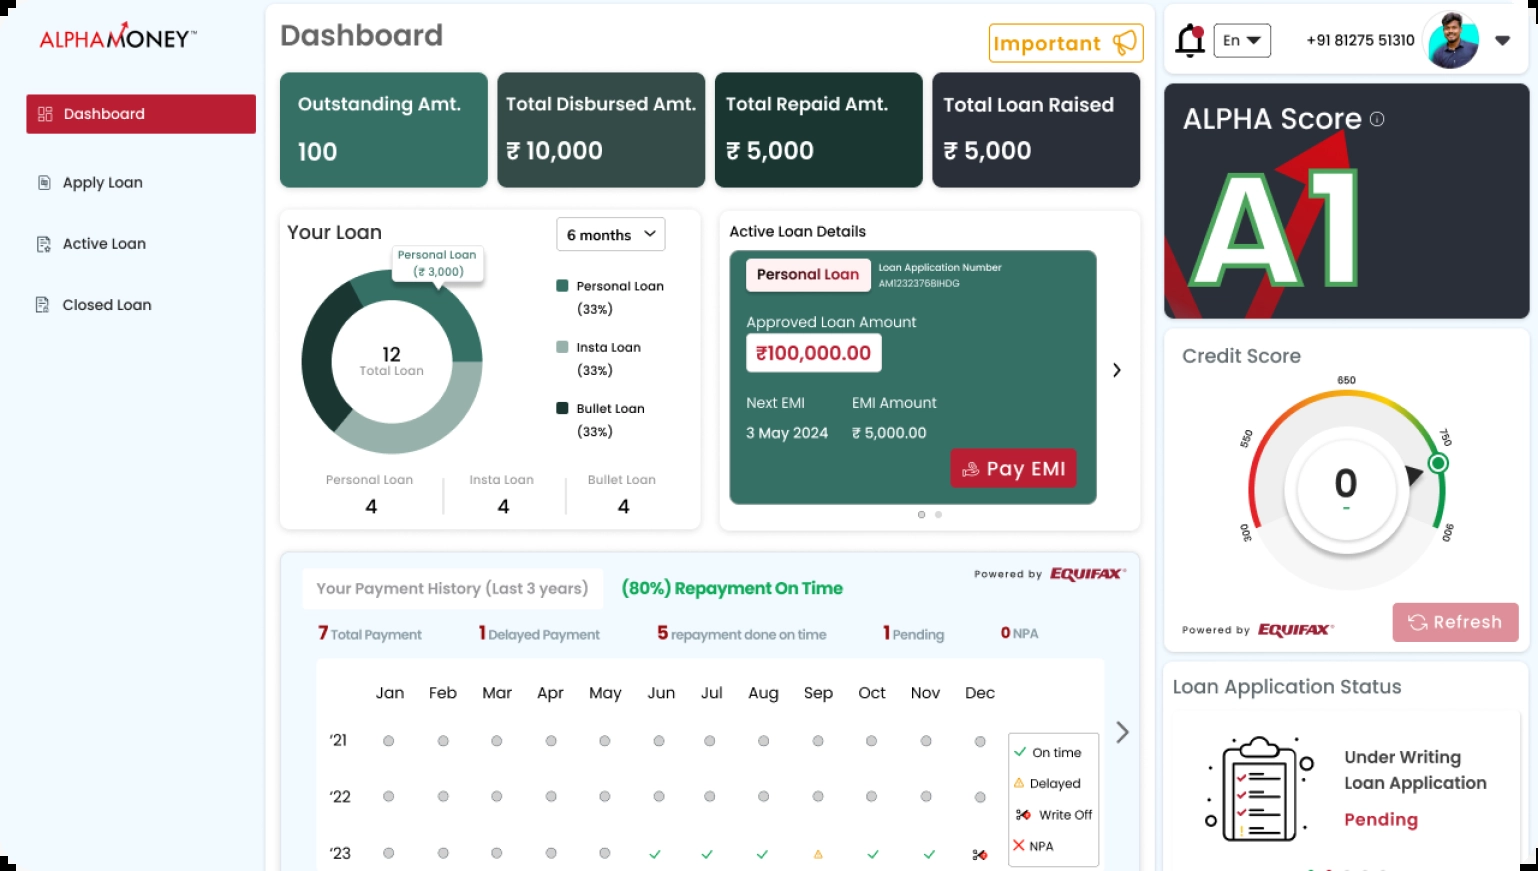 ALPHAMONEY™
Dashboard
Apply Loan
Active Loan
Closed Loan
Dashboard
Important
Outstanding Amt.
100
Total Disbursed Amt.
₹ 10,000
Total Repaid Amt.
₹ 5,000
Total Loan Raised
₹ 5,000
Your Loan
6 months
Personal Loan
(₹ 3,000)
12
Total Loan
Personal Loan
(33%)
Insta Loan
(33%)
Bullet Loan
(33%)
Personal Loan
4
Insta Loan
4
Bullet Loan
4
Active Loan Details
Personal Loan
Loan Application Number
AM1232376BIHDG
Approved Loan Amount
₹100,000.00
Next EMI
3 May 2024
EMI Amount
₹ 5,000.00
Pay EMI
Your Payment History (Last 3 years)
(80%) Repayment On Time
Powered by EQUIFAX®
7 Total Payment
1 Delayed Payment
5 repayment done on time
1 Pending
0 NPA
Jan Feb Mar Apr May Jun Jul Aug Sep Oct Nov Dec
'21
'22
'23
On time
Delayed
Write Off
NPA
En
+91 81275 51310
ALPHA Score
A1
Credit Score
300
550
650
750
900
0
-
Powered by EQUIFAX®
Refresh
Loan Application Status
Under Writing
Loan Application
Pending